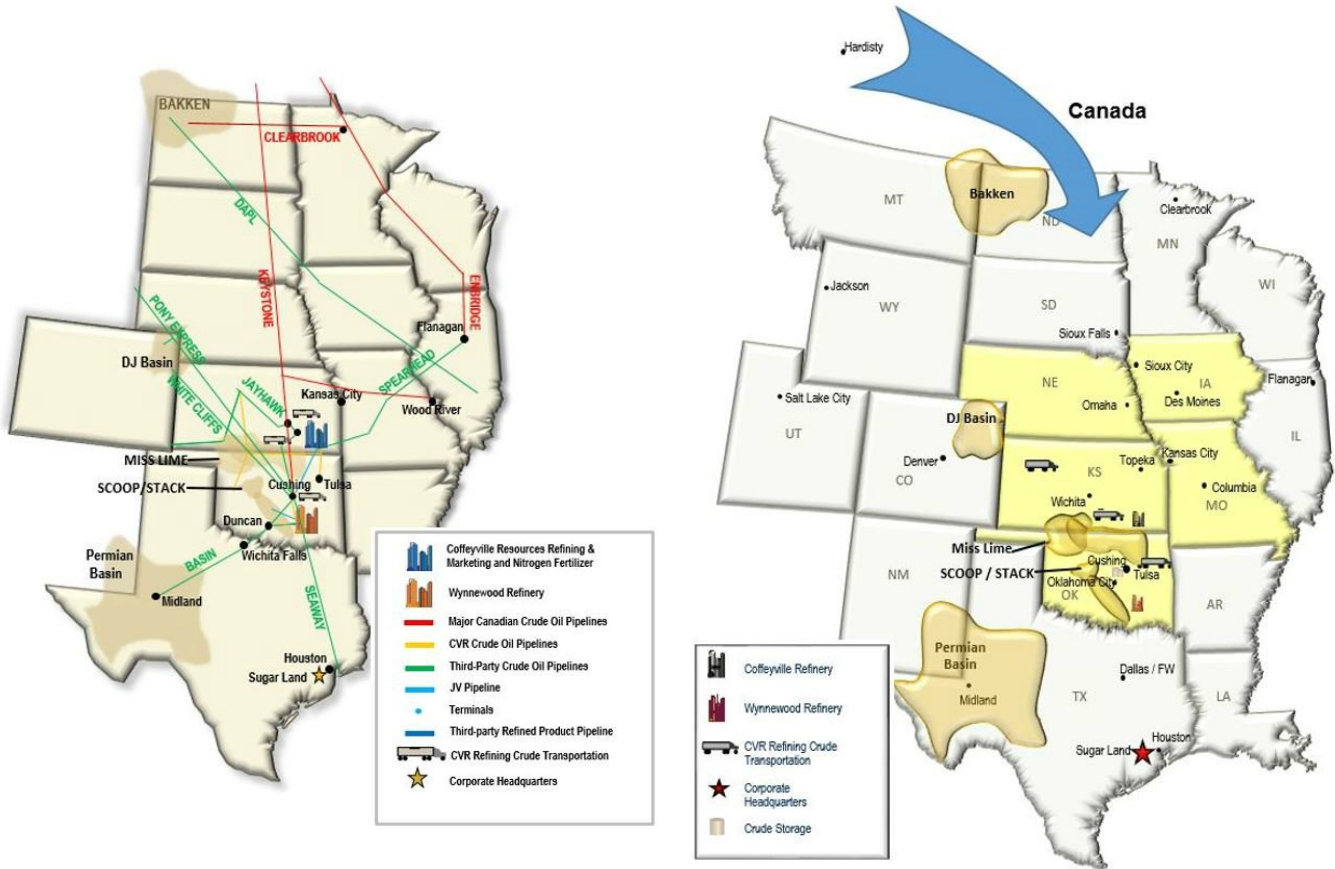 BAKKEN
CLEARBROOK
DAPL
KEYSTONE
ENBRIDGE
PONY EXPRESS
Flanagan
DJ Basin
WHITE CLIFFS
JAYHAWK
SPEARHEAD
Kansas City
Wood River
MISS LIME
SCOOP/STACK
Cushing
Tulsa
Duncan
Wichita Falls
BASIN
Permian
Basin
Midland
SEAWAY
Houston
Sugar Land
Coffeyville Resources Refining &
Marketing and Nitrogen Fertilizer
Wynnewood Refinery
Major Canadian Crude Oil Pipelines
CVR Crude Oil Pipelines
Third-Party Crude Oil Pipelines
JV Pipeline
Terminals
Third-party Refined Product Pipeline
CVR Refining Crude Transportation
Corporate Headquarters
Hardisty
Canada
Bakken
MT
ND
Clearbrook
MN
Jackson
WY
SD
WI
Sioux Falls
NE
Sioux City
IA
Des Moines
Omaha
Flanagan
IL
Salt Lake City
UT
DJ Basin
Denver
CO
KS
Topeka
Kansas City
Wichita
Columbia
MO
Miss Lime
SCOOP / STACK
Cushing
Tulsa
Oklahoma City
OK
NM
AR
Permian
Basin
Midland
TX
Dallas / FW
LA
Houston
Sugar Land
Coffeyville Refinery
Wynnewood Refinery
CVR Refining Crude
Transportation
Corporate
Headquarters
Crude Storage